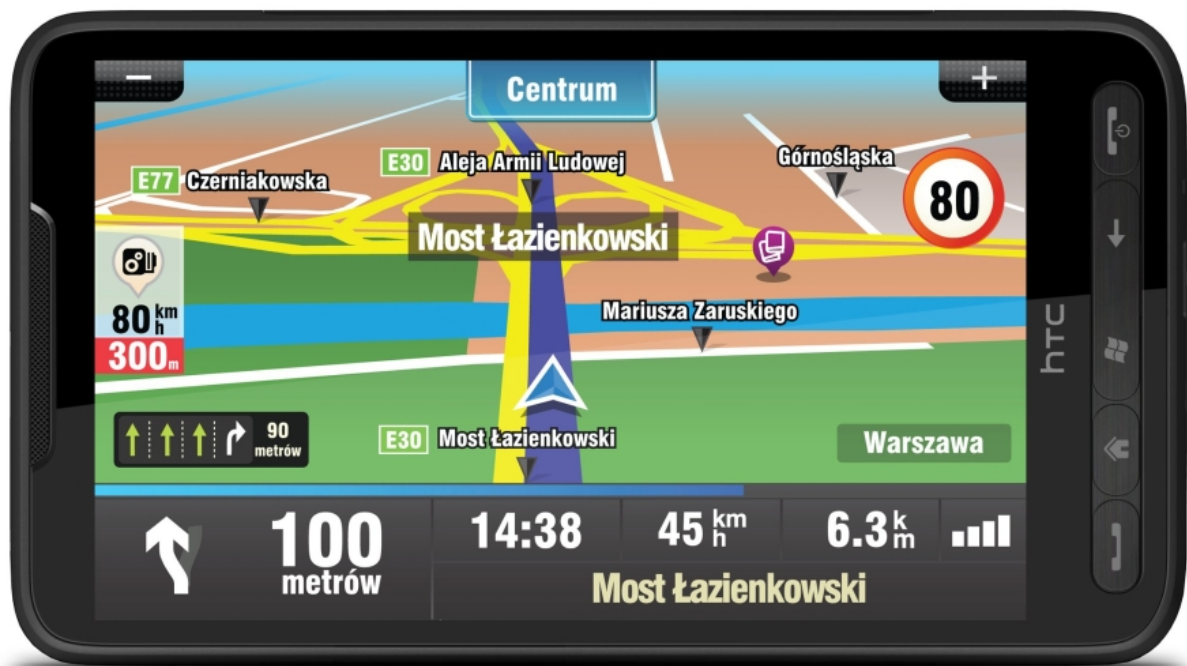 −
Centrum
+
E30 Aleja Armii Ludowej
Górnośląska
E77 Czerniakowska
80
Most Łazienkowski
80 km h
300 m
Mariusza Zaruskiego
90
metrów
E30 Most Łazienkowski
Warszawa
100
metrów
14:38
45 km h
6.3 km
Most Łazienkowski
hTC